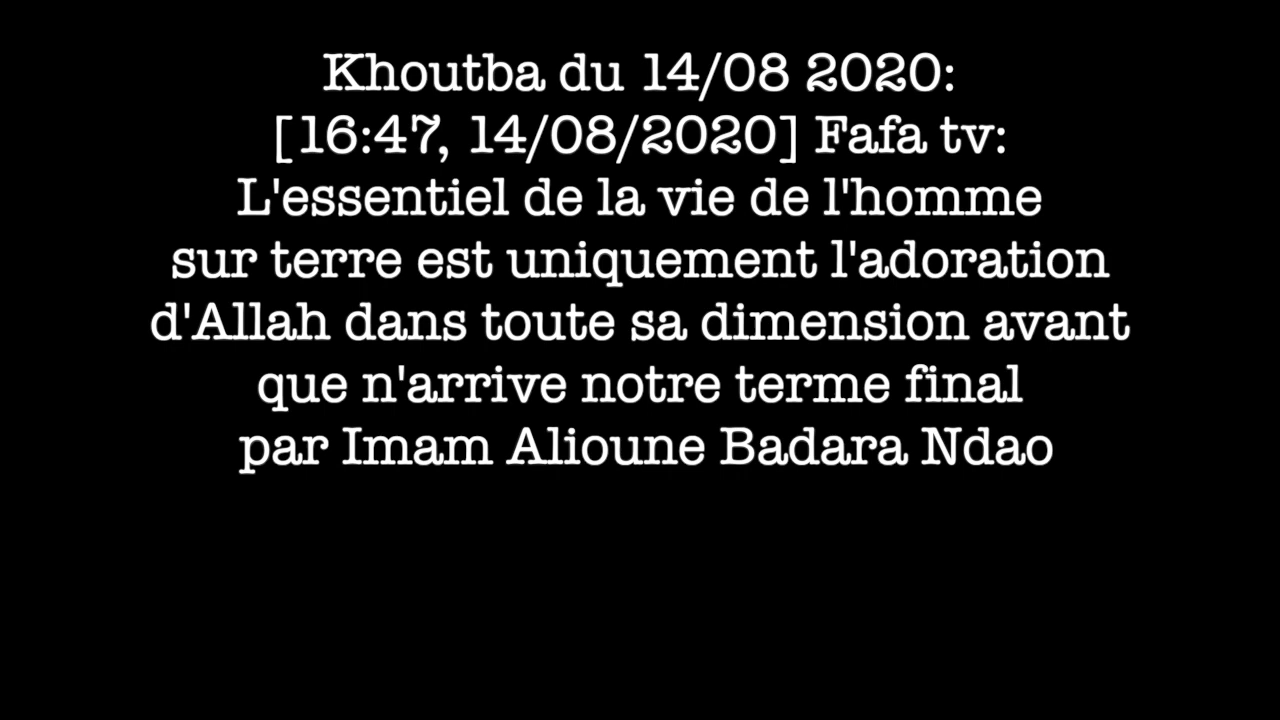 Khoutba du 14/08 2020:
[16:47, 14/08/2020] Fafa tv:
L'essentiel de la vie de l'homme
sur terre est uniquement l'adoration
d'Allah dans toute sa dimension avant
que n'arrive notre terme final
par Imam Alioune Badara Ndao